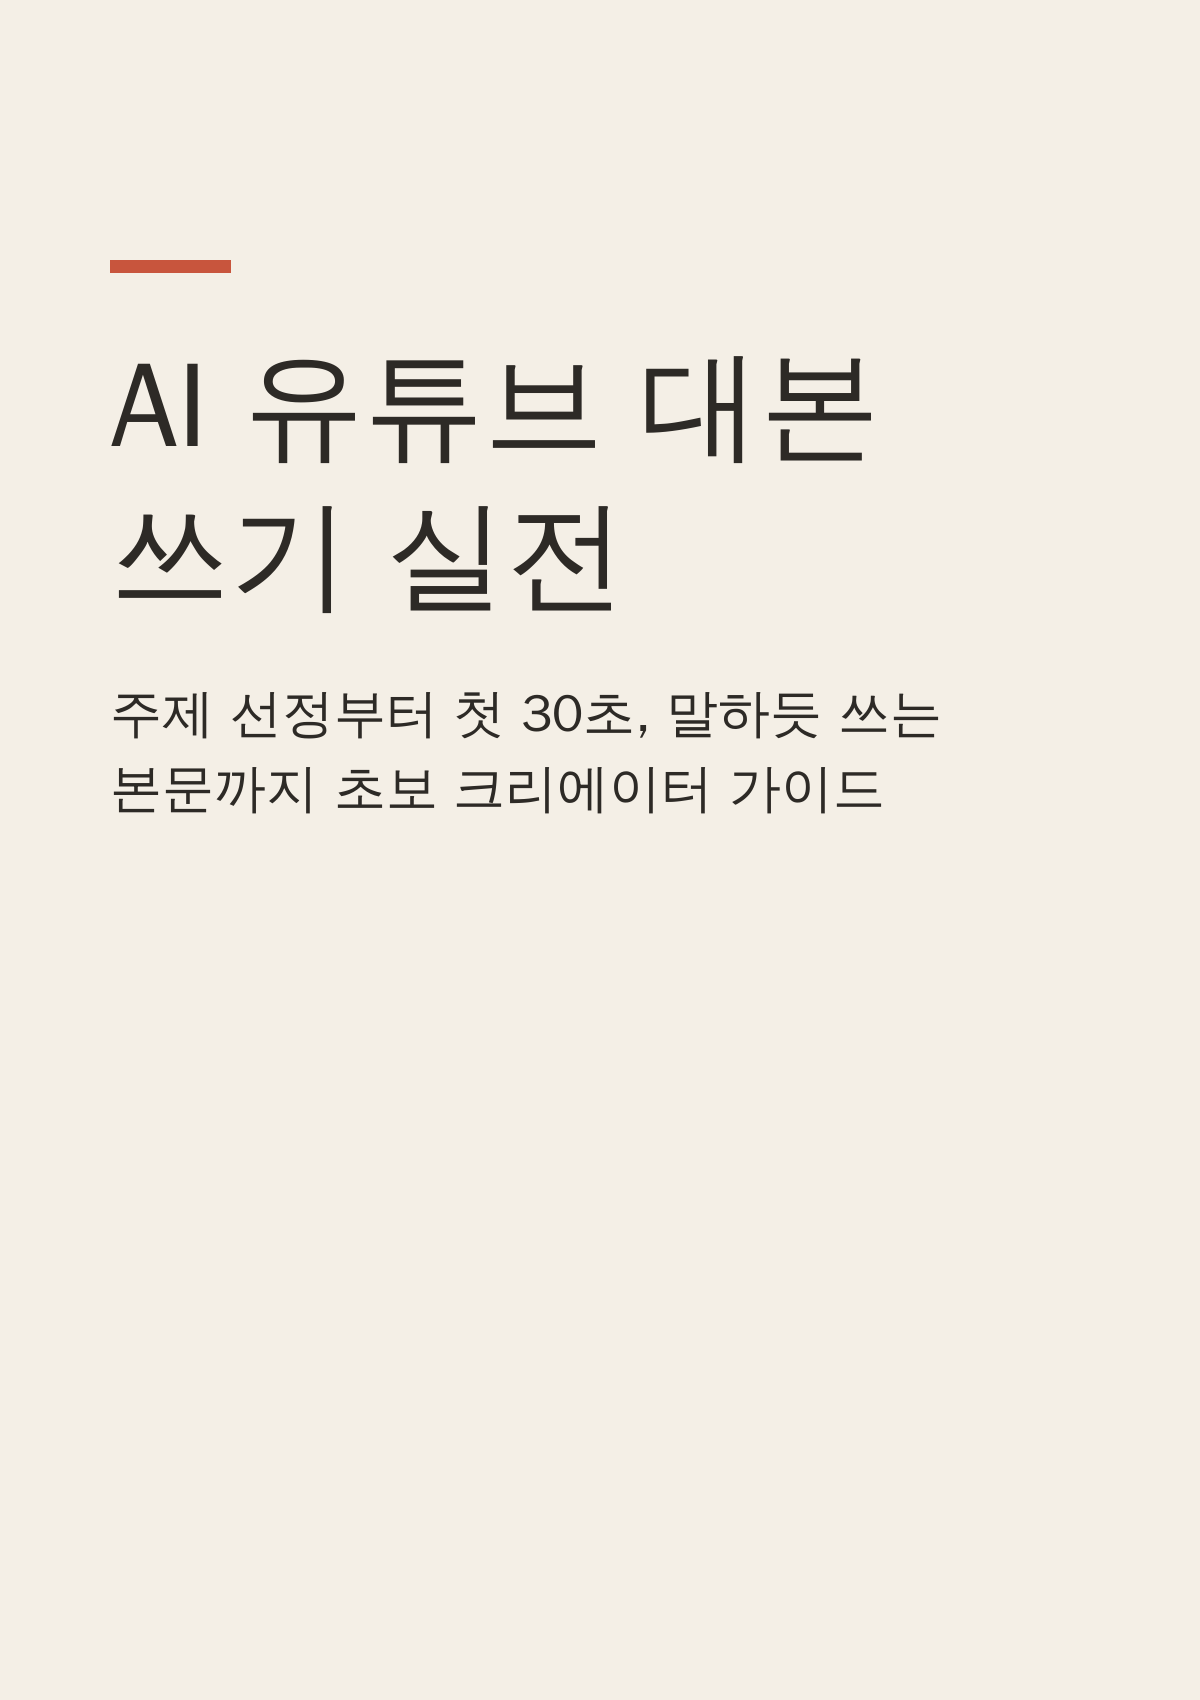 AI 유튜브 대본
쓰기 실전
주제 선정부터 첫 30초, 말하듯 쓰는
본문까지 초보 크리에이터 가이드